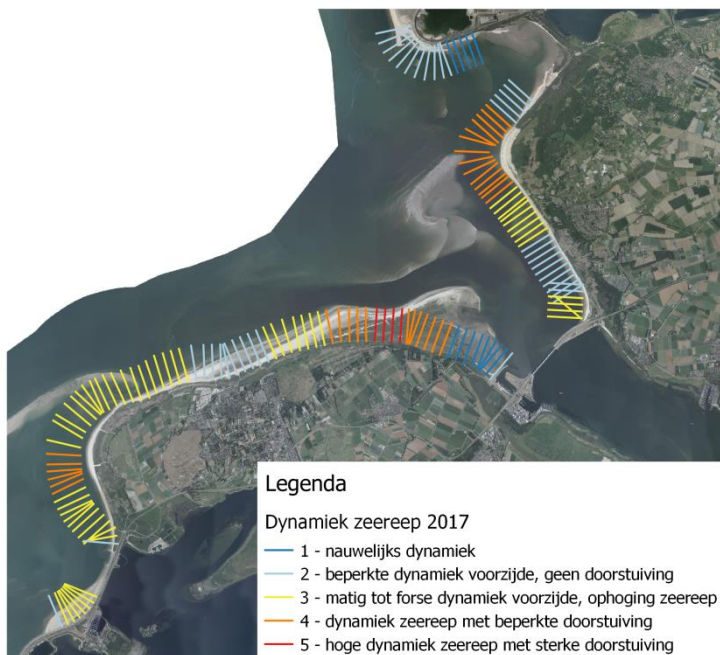 Legenda
Dynamiek zeereep 2017
1 - nauwelijks dynamiek
2 - beperkte dynamiek voorzijde, geen doorstuiving
3 - matig tot forse dynamiek voorzijde, ophoging zeereep
4 - dynamiek zeereep met beperkte doorstuiving
5 - hoge dynamiek zeereep met sterke doorstuiving